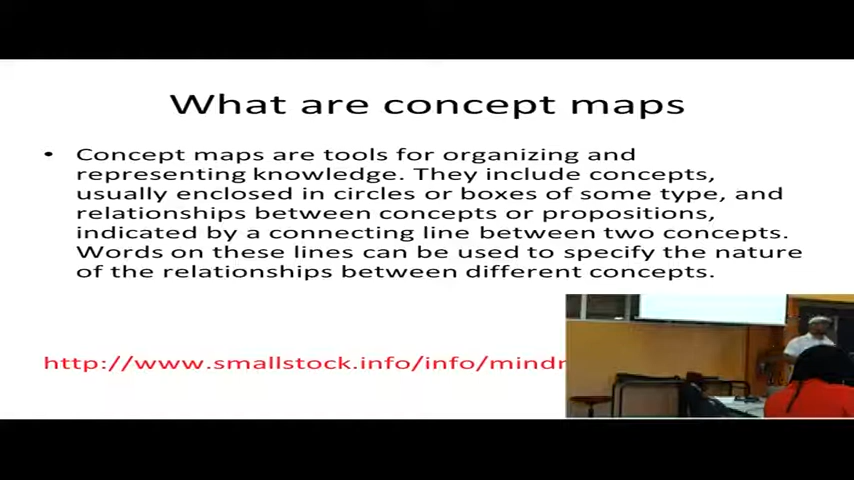 What are concept maps
• Concept maps are tools for organizing and
representing knowledge. They include concepts,
usually enclosed in circles or boxes of some type, and
relationships between concepts or propositions,
indicated by a connecting line between two concepts.
Words on these lines can be used to specify the nature
of the relationships between different concepts.
http://www.smallstock.info/info/mindr